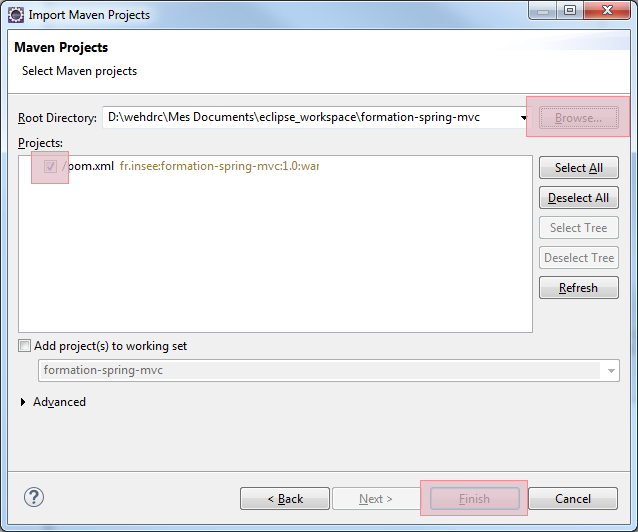 Import Maven Projects
Maven Projects
Select Maven projects
Root Directory: D:\wehdrc\Mes Documents\eclipse_workspace\formation-spring-mvc Browse...
Projects:
/pom.xml fr.insee:formation-spring-mvc:1.0:war
Select All
Deselect All
Select Tree
Deselect Tree
Refresh
Add project(s) to working set
formation-spring-mvc
Advanced
? < Back Next > Finish Cancel